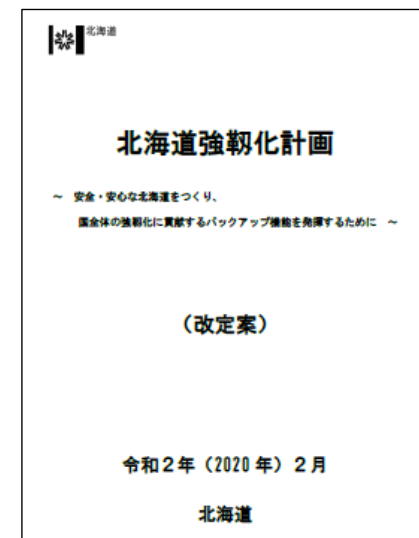 北海道
北海道強靱化計画
～ 安全・安心な北海道をつくり、
国全体の強靱化に貢献するバックアップ機能を発揮するために ～
（改定案）
令和２年（2020 年）２月
北海道